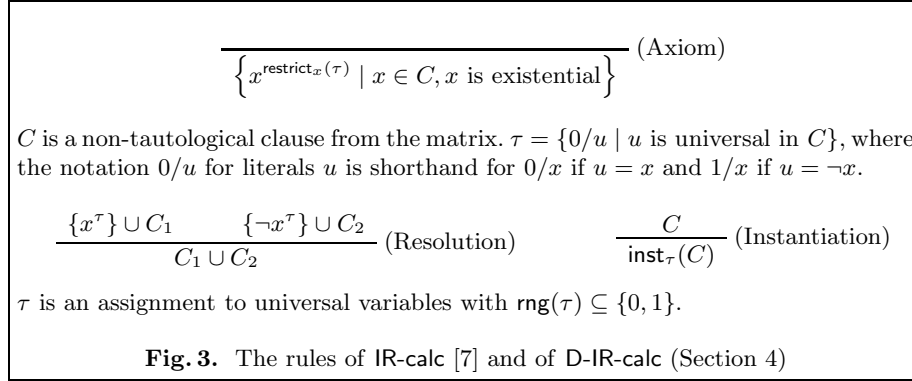 (Axiom)
{x^{restrict_x(τ)} | x ∈ C, x is existential}
C is a non-tautological clause from the matrix. τ = {0/u | u is universal in C}, where
the notation 0/u for literals u is shorthand for 0/x if u = x and 1/x if u = ¬x.
{x^τ} ∪ C_1 {¬x^τ} ∪ C_2 (Resolution) C (Instantiation)
C_1 ∪ C_2 inst_τ(C)
τ is an assignment to universal variables with rng(τ) ⊆ {0, 1}.
Fig. 3. The rules of IR-calc [7] and of D-IR-calc (Section 4)